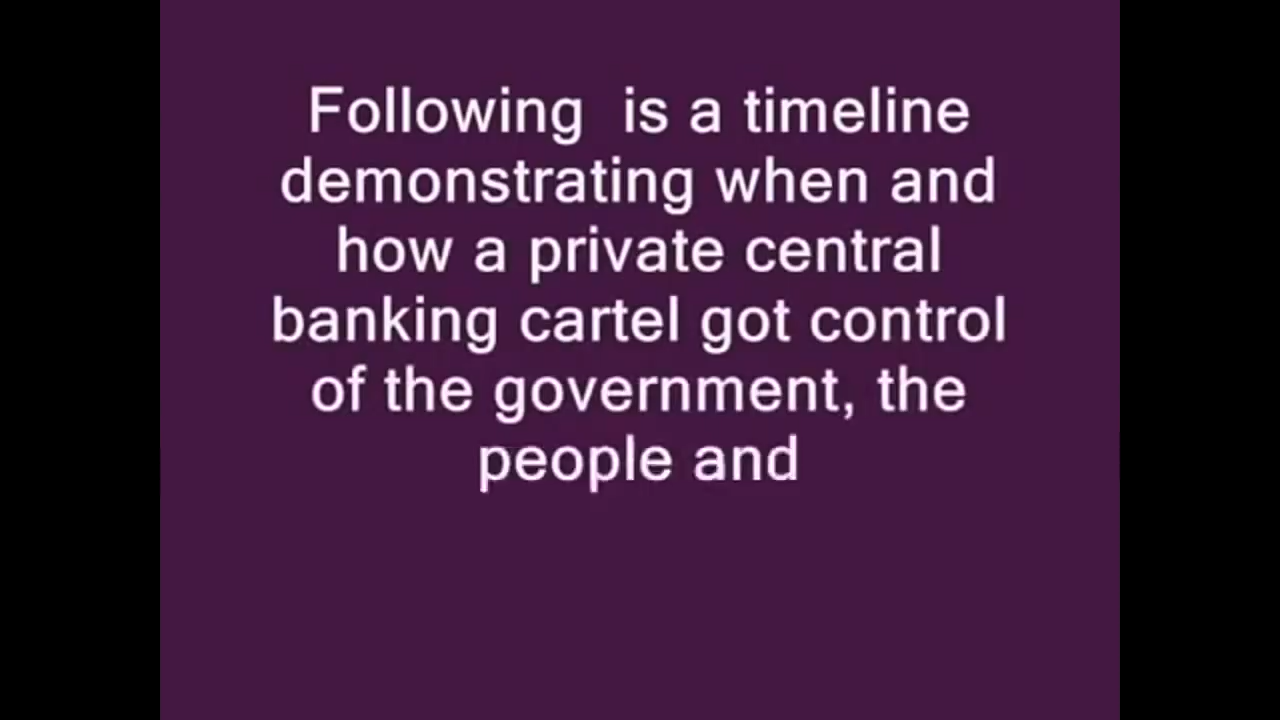 Following  is a timeline
demonstrating when and
how a private central
banking cartel got control
of the government, the
people and